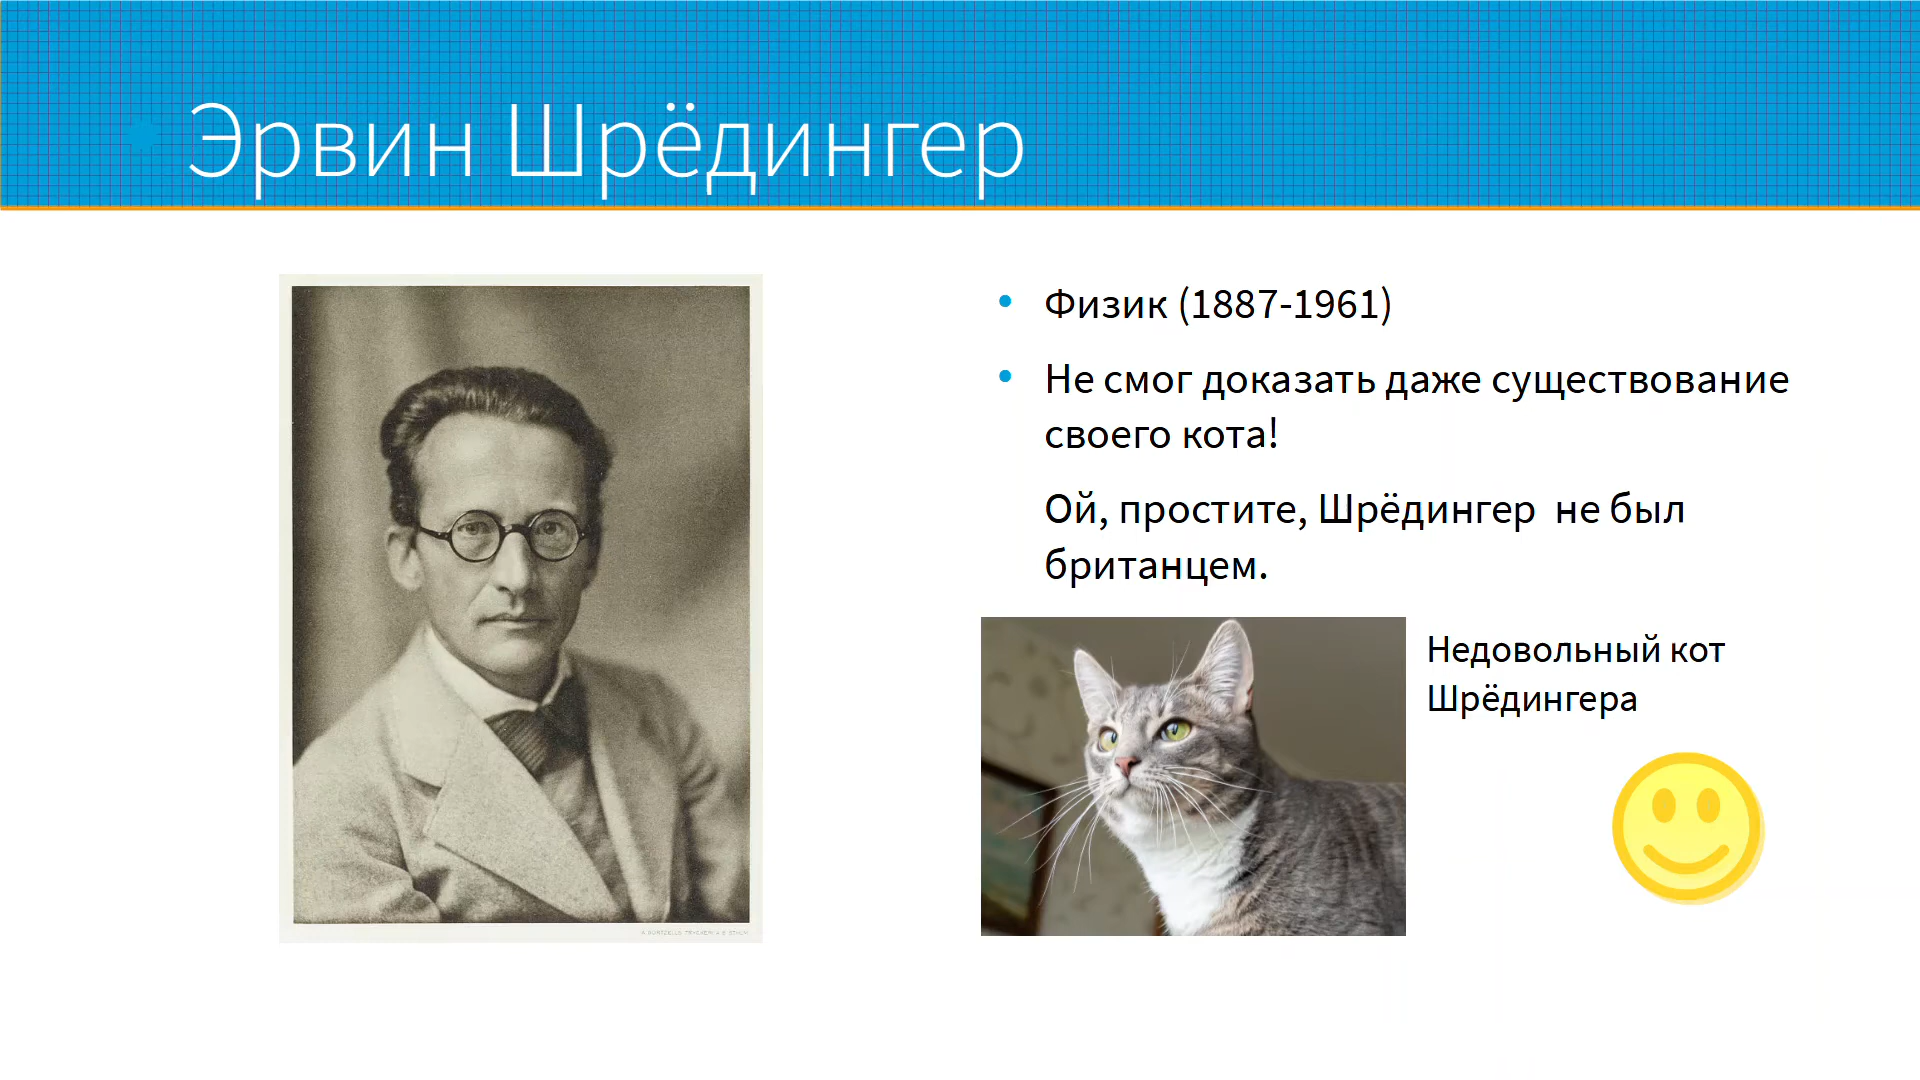 Эрвин Шрёдингер
Физик (1887-1961)
Не смог доказать даже существование
своего кота!
Ой, простите, Шрёдингер  не был
британцем.
Недовольный кот
Шрёдингера